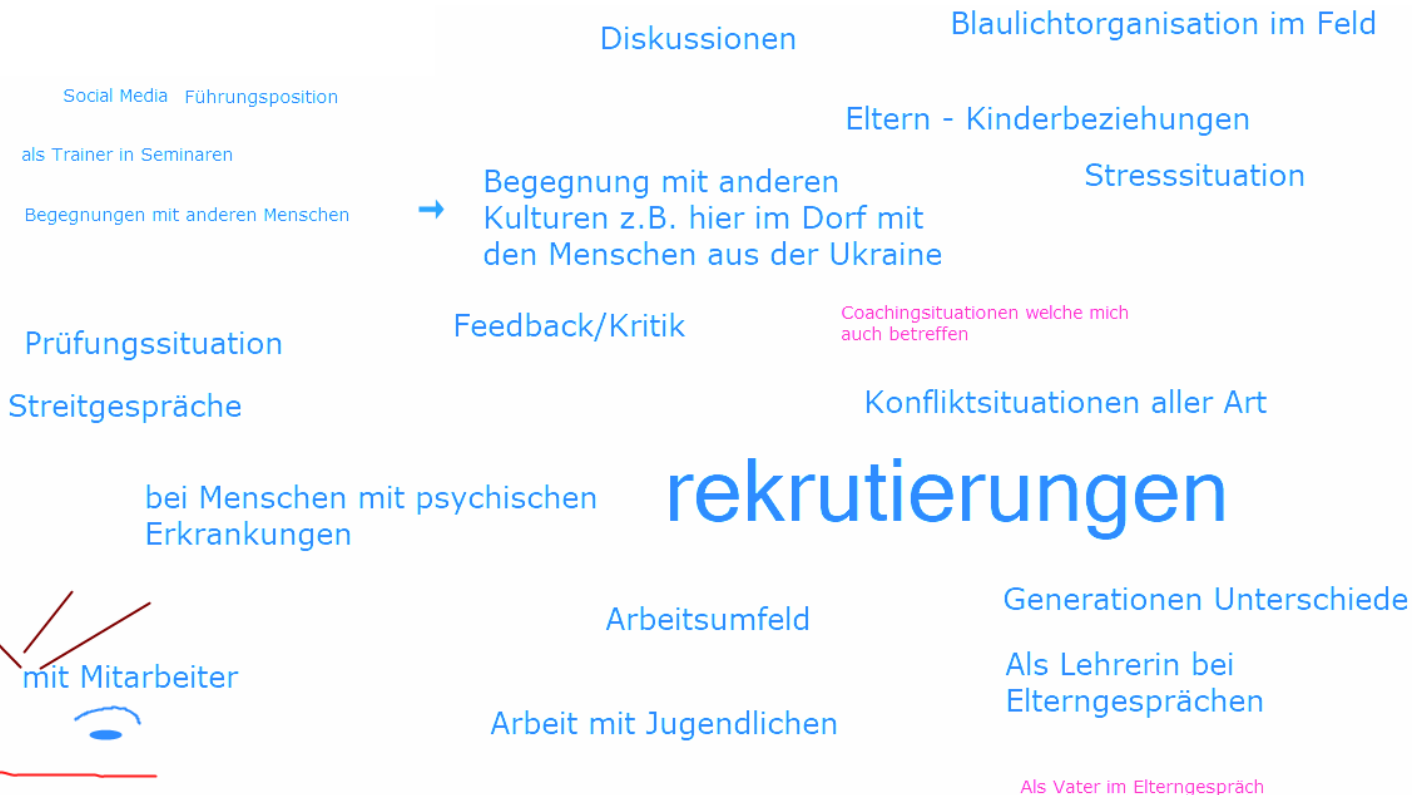 Diskussionen
Blaulichtorganisation im Feld
Social Media
Führungsposition
Eltern - Kinderbeziehungen
als Trainer in Seminaren
Stresssituation
Begegnungen mit anderen Menschen
Begegnung mit anderen
Kulturen z.B. hier im Dorf mit
den Menschen aus der Ukraine
Coachingsituationen welche mich
auch betreffen
Feedback/Kritik
Prüfungssituation
Streitgespräche
Konfliktsituationen aller Art
bei Menschen mit psychischen
Erkrankungen
rekrutierungen
Generationen Unterschiede
Arbeitsumfeld
mit Mitarbeiter
Als Lehrerin bei
Elterngesprächen
Arbeit mit Jugendlichen
Als Vater im Elterngespräch